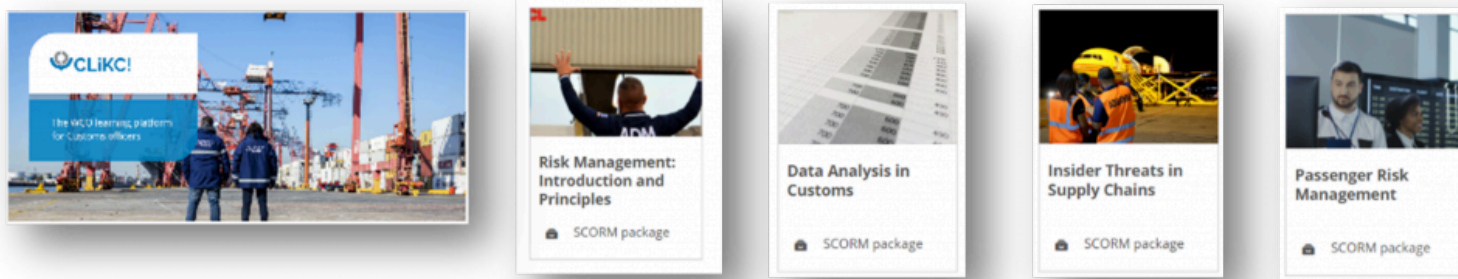 CLiKC!
The WCO learning platform
for Customs officers
ADM
Risk Management:
Introduction and
Principles
SCORM package
Data Analysis in
Customs
SCORM package
Insider Threats in
Supply Chains
SCORM package
Passenger Risk
Management
SCORM package